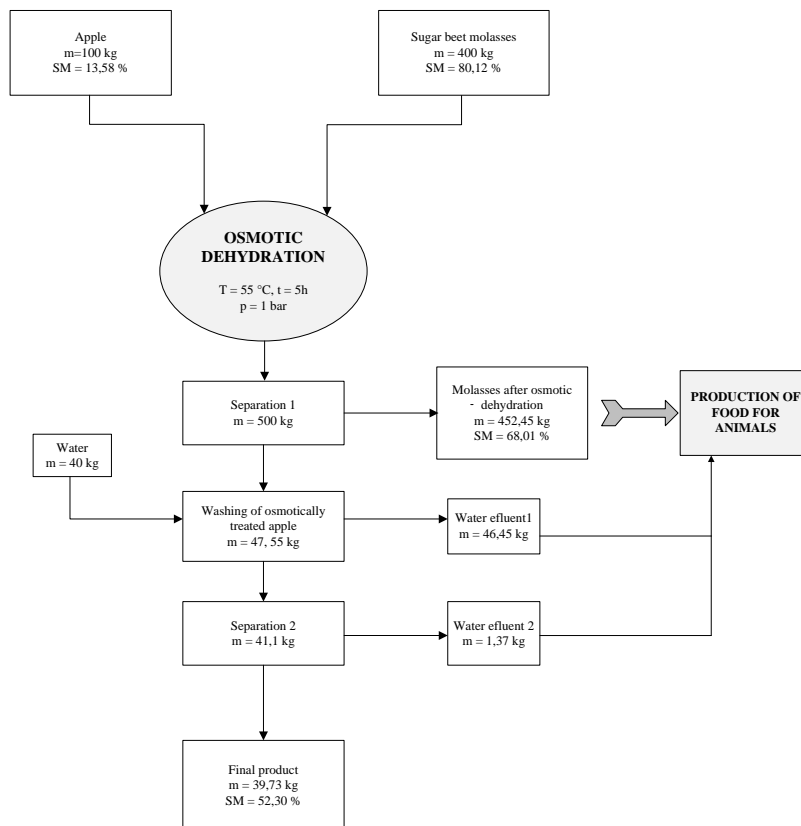 Apple
m=100 kg
SM = 13,58 %
Sugar beet molasses
m = 400 kg
SM = 80,12 %
OSMOTIC
DEHYDRATION
T = 55 °C, t = 5h
p = 1 bar
Separation 1
m = 500 kg
Molasses after osmotic
- dehydration
m = 452,45 kg
SM = 68,01 %
PRODUCTION OF
FOOD FOR
ANIMALS
Water
m = 40 kg
Washing of osmotically
treated apple
m = 47, 55 kg
Water efluent1
m = 46,45 kg
Separation 2
m = 41,1 kg
Water efluent 2
m = 1,37 kg
Final product
m = 39,73 kg
SM = 52,30 %